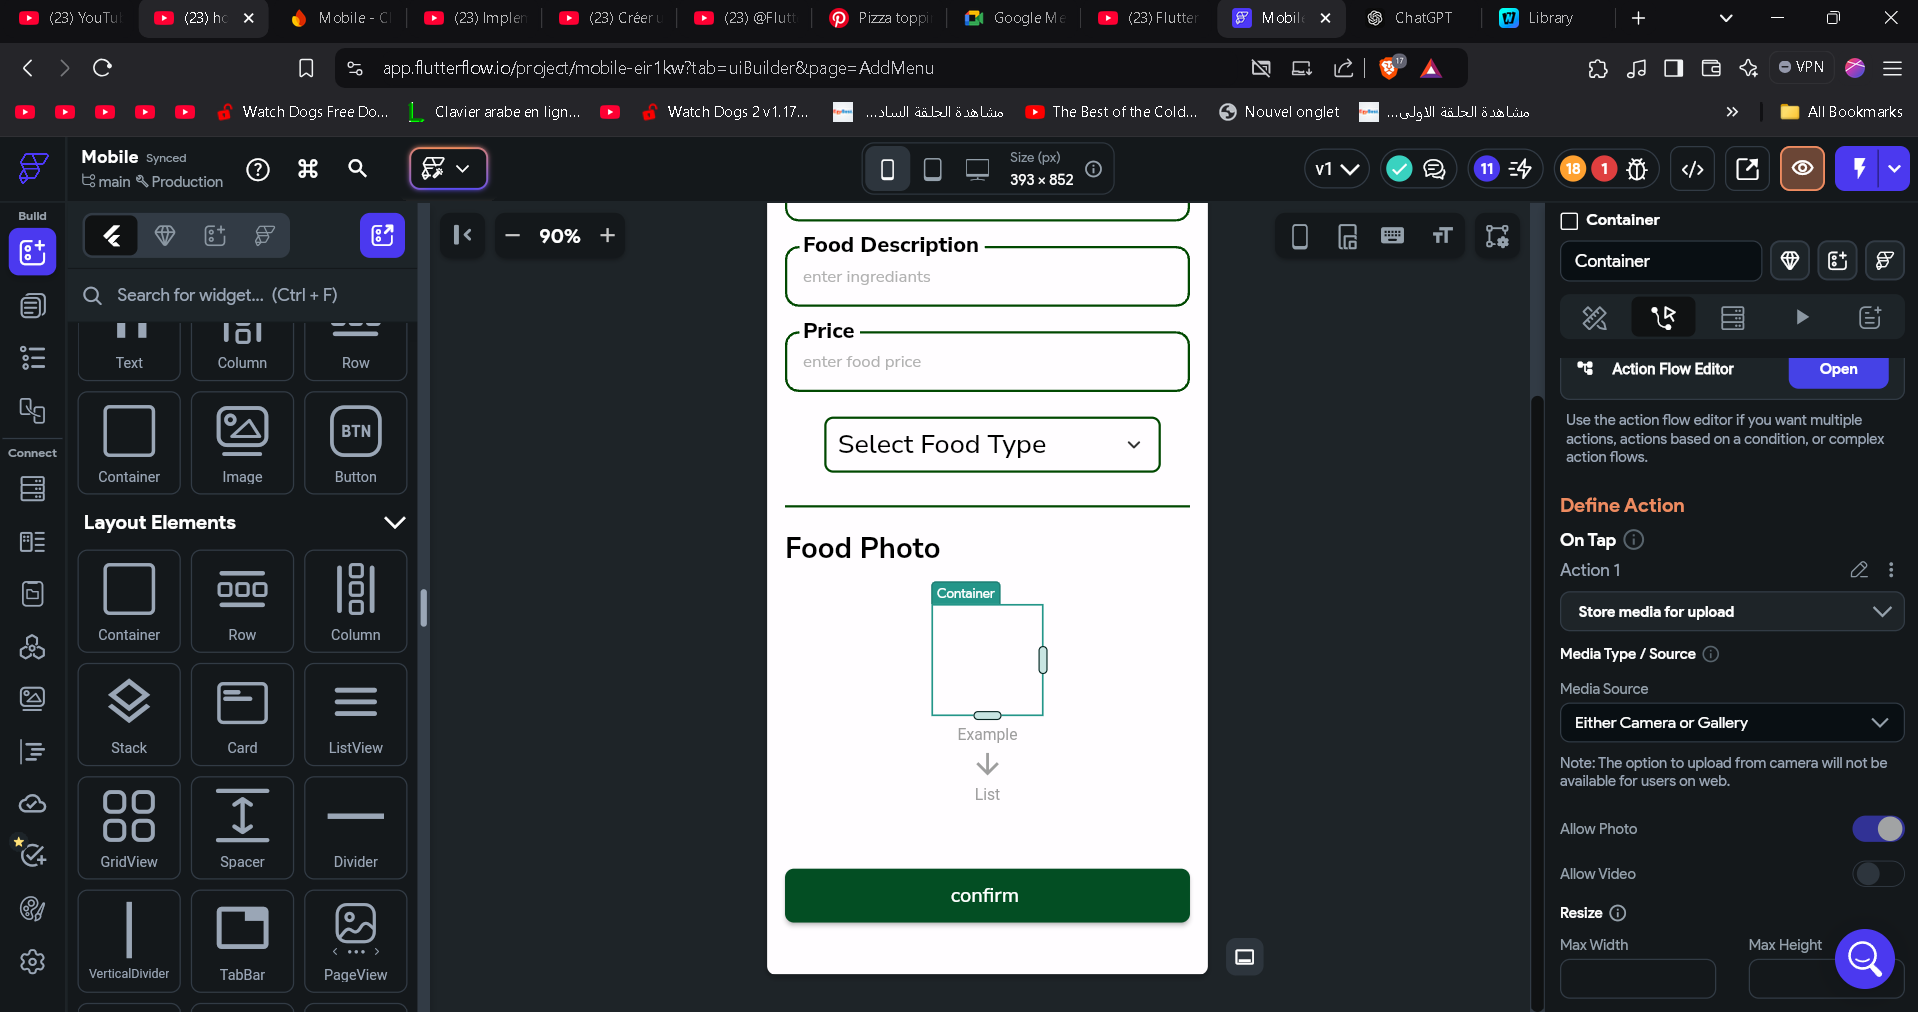 (23) YouTu
(23) ho
Mobile - Cl
(23) Implen
(23) Créer u
(23) @Flutt
Pizza toppi
Google Me
(23) Flutter
Mobil
ChatGPT
Library
app.flutterflow.io/project/mobile-eir1kw?tab=uiBuilder&page=AddMenu
17
VPN
Watch Dogs Free Do...
Clavier arabe en lign...
Watch Dogs 2 v1.17...
مشاهدة الحلقة الساد...
The Best of the Cold...
Nouvel onglet
مشاهدة الحلقة الاولى...
All Bookmarks
Mobile Synced
main Production
Size (px)
393 × 852
v1
11
18
1
Build
90%
Search for widget... (Ctrl + F)
Text
Column
Row
Container
Image
BTN
Button
Connect
Layout Elements
Container
Row
Column
Stack
Card
ListView
GridView
Spacer
Divider
VerticalDivider
TabBar
PageView
Food Description
enter ingrediants
Price
enter food price
Select Food Type
Food Photo
Container
Example
List
confirm
Container
Container
Action Flow Editor
Open
Use the action flow editor if you want multiple
actions, actions based on a condition, or complex
action flows.
Define Action
On Tap
Action 1
Store media for upload
Media Type / Source
Media Source
Either Camera or Gallery
Note: The option to upload from camera will not be
available for users on web.
Allow Photo
Allow Video
Resize
Max Width
Max Height